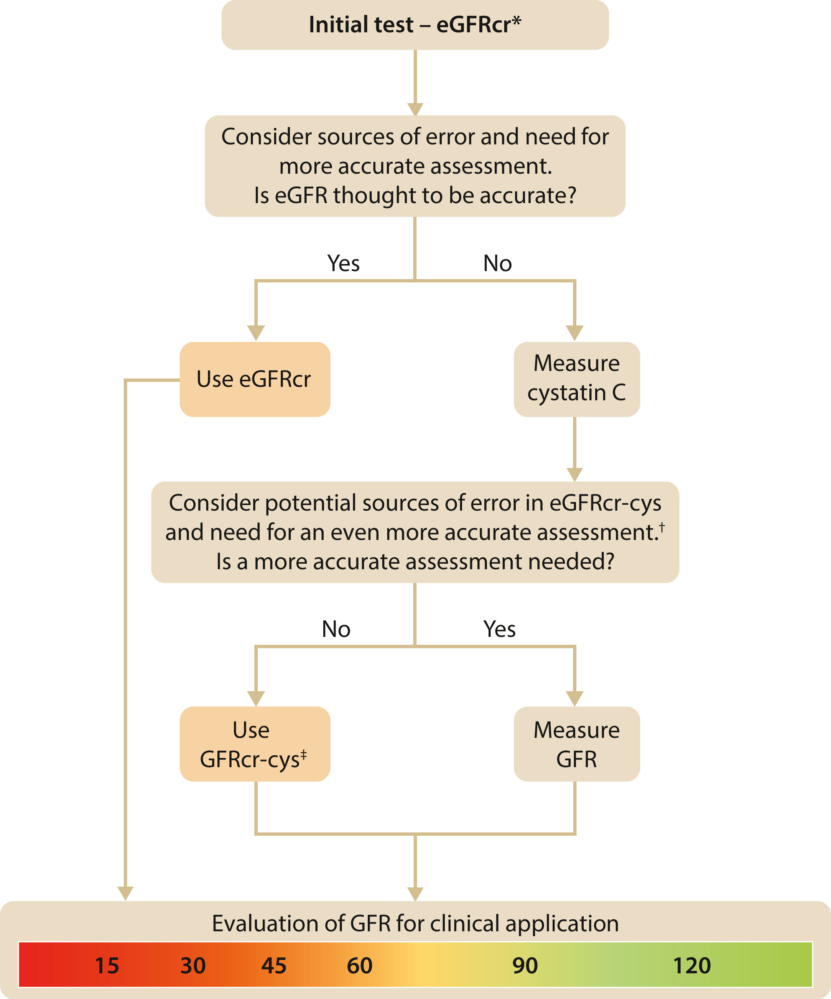 Initial test – eGFRcr*
Consider sources of error and need for
more accurate assessment.
Is eGFR thought to be accurate?
Yes
No
Use eGFRcr
Measure
cystatin C
Consider potential sources of error in eGFRcr-cys
and need for an even more accurate assessment.†
Is a more accurate assessment needed?
No
Yes
Use
GFRcr-cys‡
Measure
GFR
Evaluation of GFR for clinical application
15 30 45 60 90 120